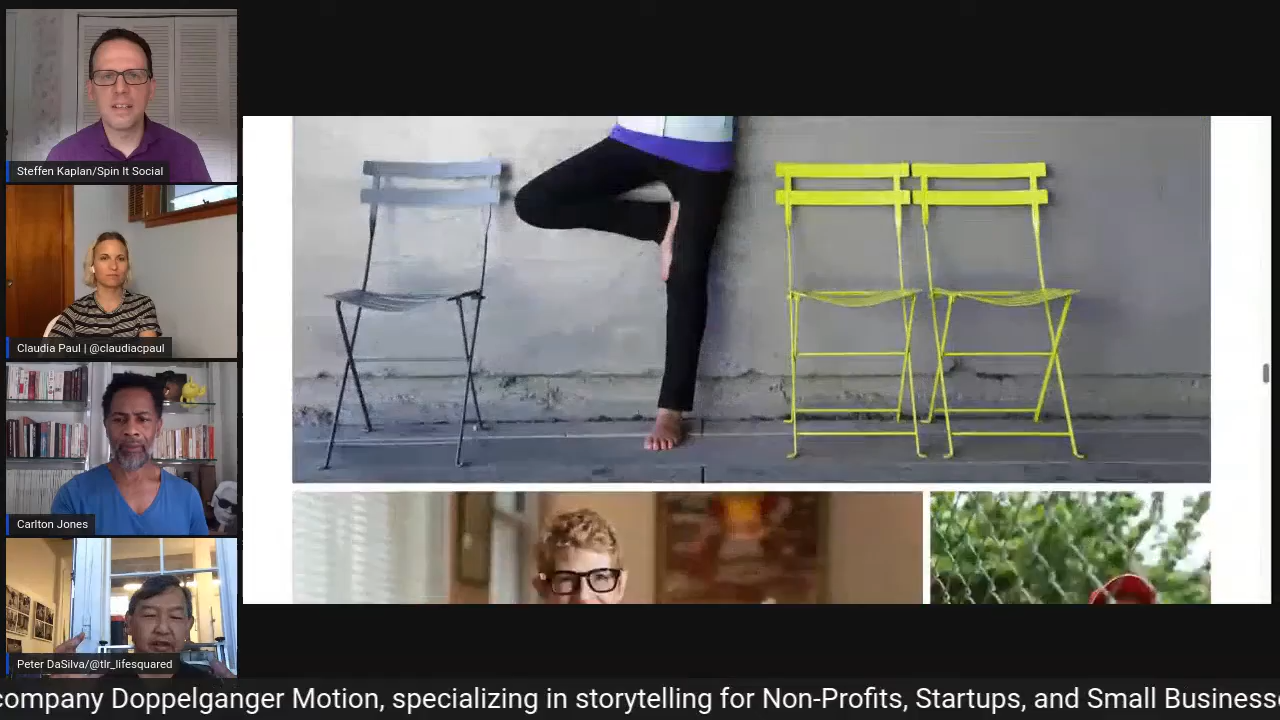 Steffen Kaplan/Spin It Social
Claudia Paul | @claudiacpaul
Carlton Jones
Peter DaSilva/@tlr_lifesquared
company Doppelganger Motion, specializing in storytelling for Non-Profits, Startups, and Small Businesse